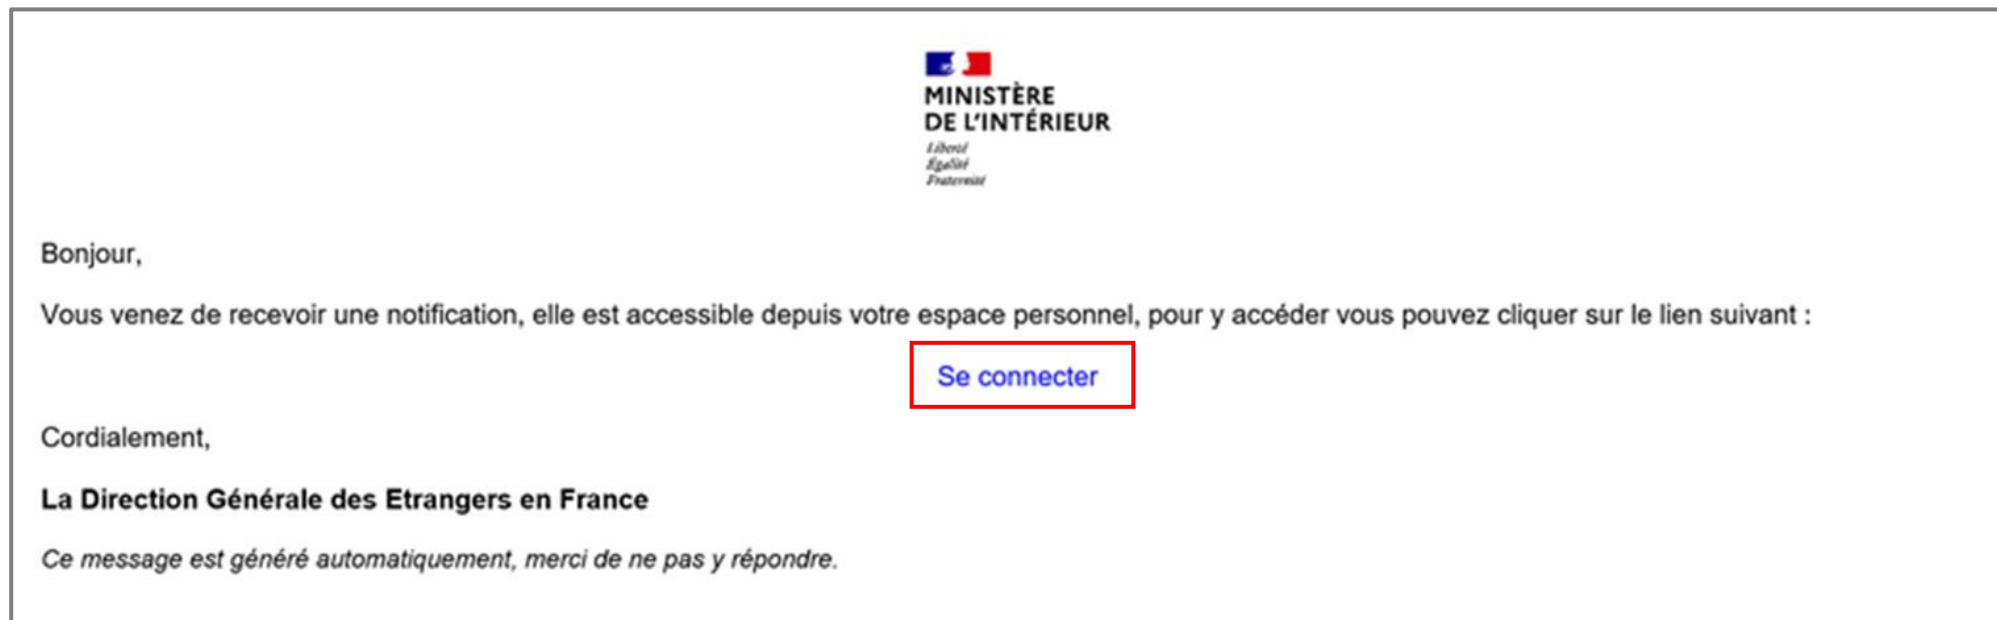 MINISTÈRE
DE L'INTÉRIEUR
Liberté
Égalité
Fraternité
Bonjour,
Vous venez de recevoir une notification, elle est accessible depuis votre espace personnel, pour y accéder vous pouvez cliquer sur le lien suivant :
Se connecter
Cordialement,
La Direction Générale des Etrangers en France
Ce message est généré automatiquement, merci de ne pas y répondre.